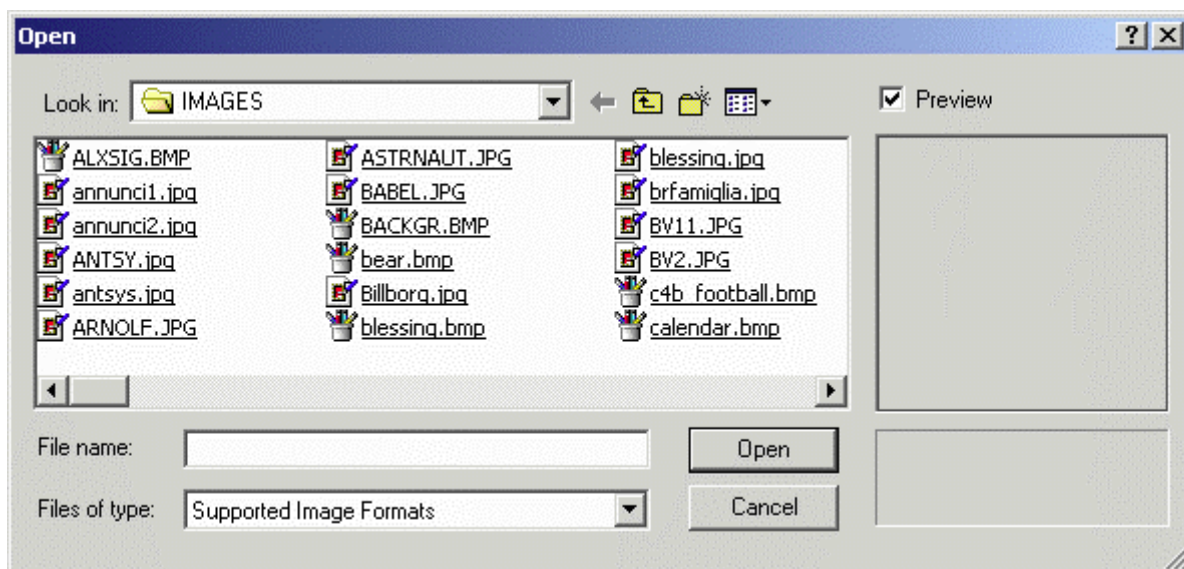 Open
Look in: IMAGES
Preview
ALXSIG.BMP
annunci1.jpg
annunci2.jpg
ANTSY.jpg
antsys.jpg
ARNOLF.JPG
ASTRNAUT.JPG
BABEL.JPG
BACKGR.BMP
bear.bmp
Billborg.jpg
blessing.bmp
blessing.jpg
brfamiglia.jpg
BV11.JPG
BV2.JPG
c4b_football.bmp
calendar.bmp
File name:
Open
Files of type: Supported Image Formats
Cancel